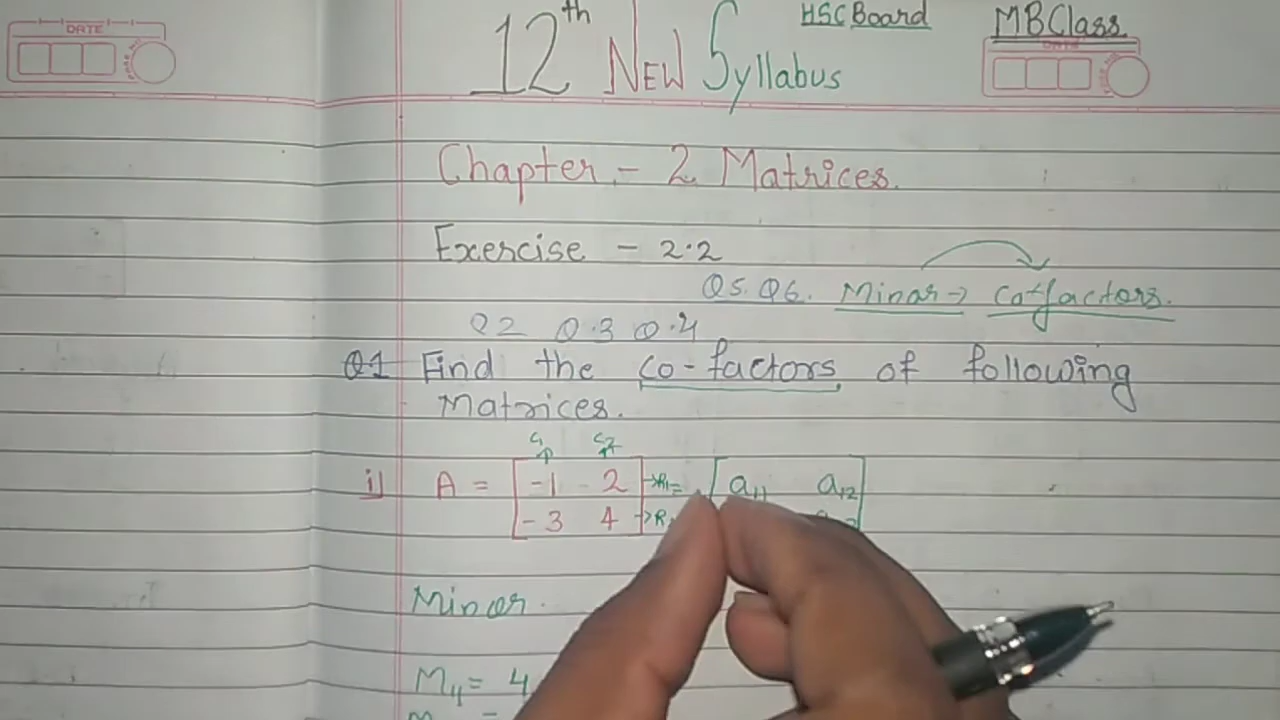 DATE
12th New Syllabus
HSC Board
MBClass
DATE
Chapter - 2 Matrices.
Exercise - 2.2
Q5. Q6. Minor → Co-factors.
Q2 Q.3 Q.4
Q1 Find the Co-factors of following
Matrices.
C1 C2
i) A = [ -1 2 →R1 = [ a11 a12 ]
-3 4 ] →R
Minor
M11 = 4